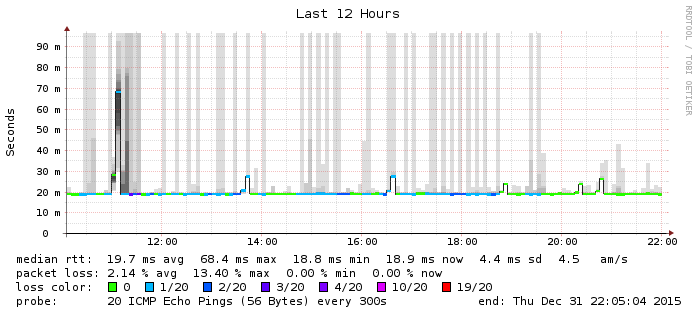 Last 12 Hours
RRDTOOL / TOBI OETIKER
Seconds
90 m
80 m
70 m
60 m
50 m
40 m
30 m
20 m
10 m
0
12:00 14:00 16:00 18:00 20:00 22:00
median rtt: 19.7 ms avg 68.4 ms max 18.8 ms min 18.9 ms now 4.4 ms sd 4.5 am/s
packet loss: 2.14 % avg 13.40 % max 0.00 % min 0.00 % now
loss color: 0 1/20 2/20 3/20 4/20 10/20 19/20
probe: 20 ICMP Echo Pings (56 Bytes) every 300s end: Thu Dec 31 22:05:04 2015